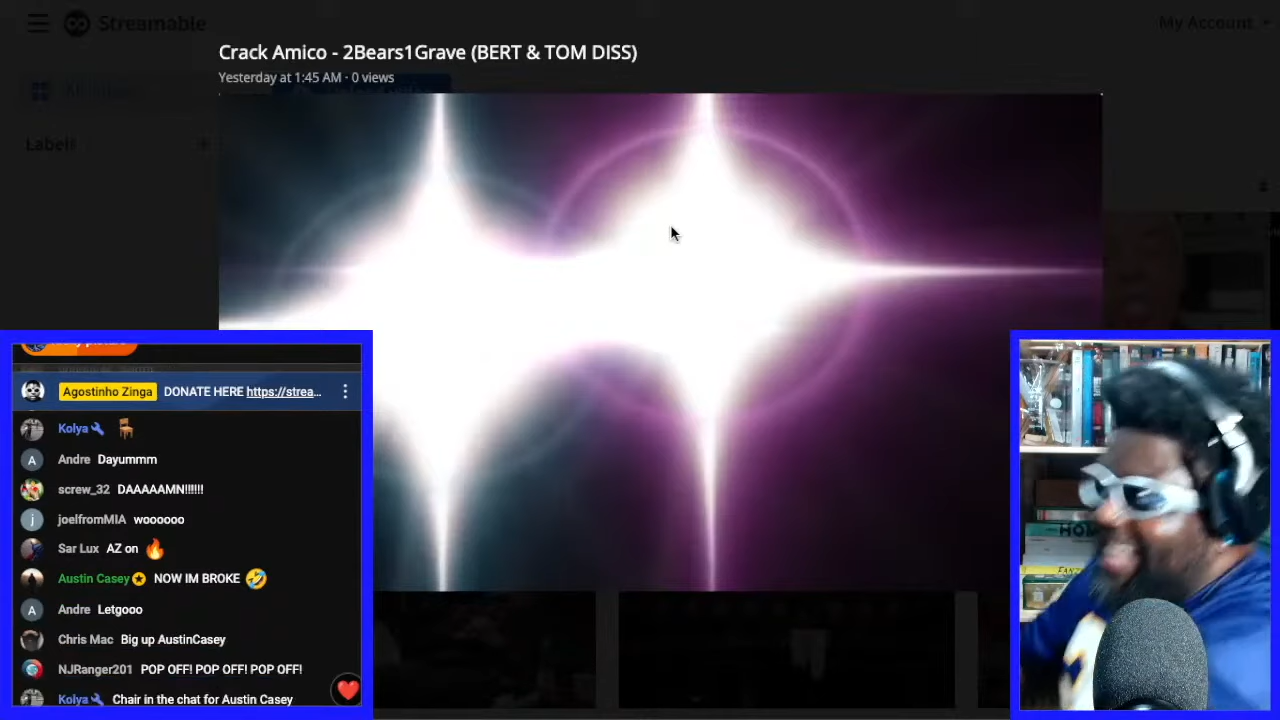 Streamable
My Account
Crack Amico - 2Bears1Grave (BERT & TOM DISS)
Yesterday at 1:45 AM · 0 views
Labels
Agostinho Zinga DONATE HERE https://strea...
Kolya
Andre Dayummm
screw_32 DAAAAAMN!!!!!!
joelfromMIA woooooo
Sar Lux AZ on
Austin Casey NOW IM BROKE
Andre Letgooo
Chris Mac Big up AustinCasey
NJRanger201 POP OFF! POP OFF! POP OFF!
Kolya Chair in the chat for Austin Casey